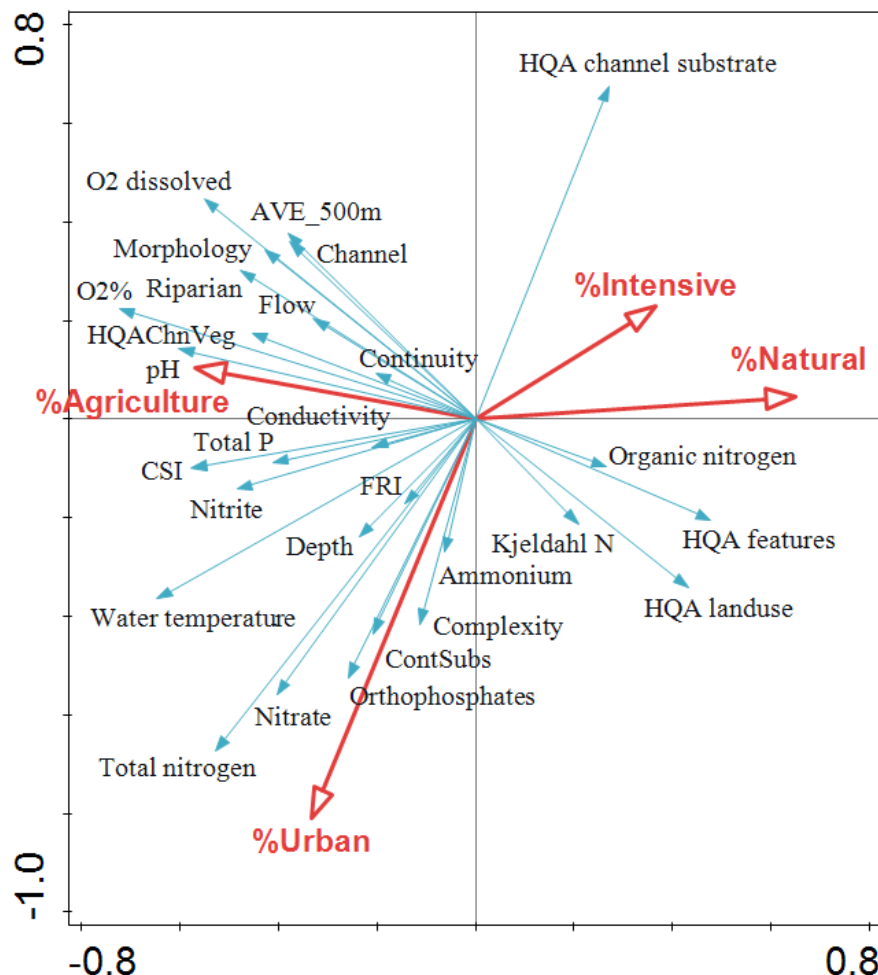 0.8
HQA channel substrate
O2 dissolved
AVE_500m
Morphology
Channel
%Intensive
O2%
Riparian
Flow
HQAChnVeg
Continuity
%Natural
pH
%Agriculture
Conductivity
Total P
Organic nitrogen
CSI
FRI
Nitrite
Depth
Kjeldahl N
HQA features
Ammonium
Water temperature
Complexity
HQA landuse
ContSubs
Orthophosphates
Nitrate
Total nitrogen
%Urban
-1.0
-0.8
0.8